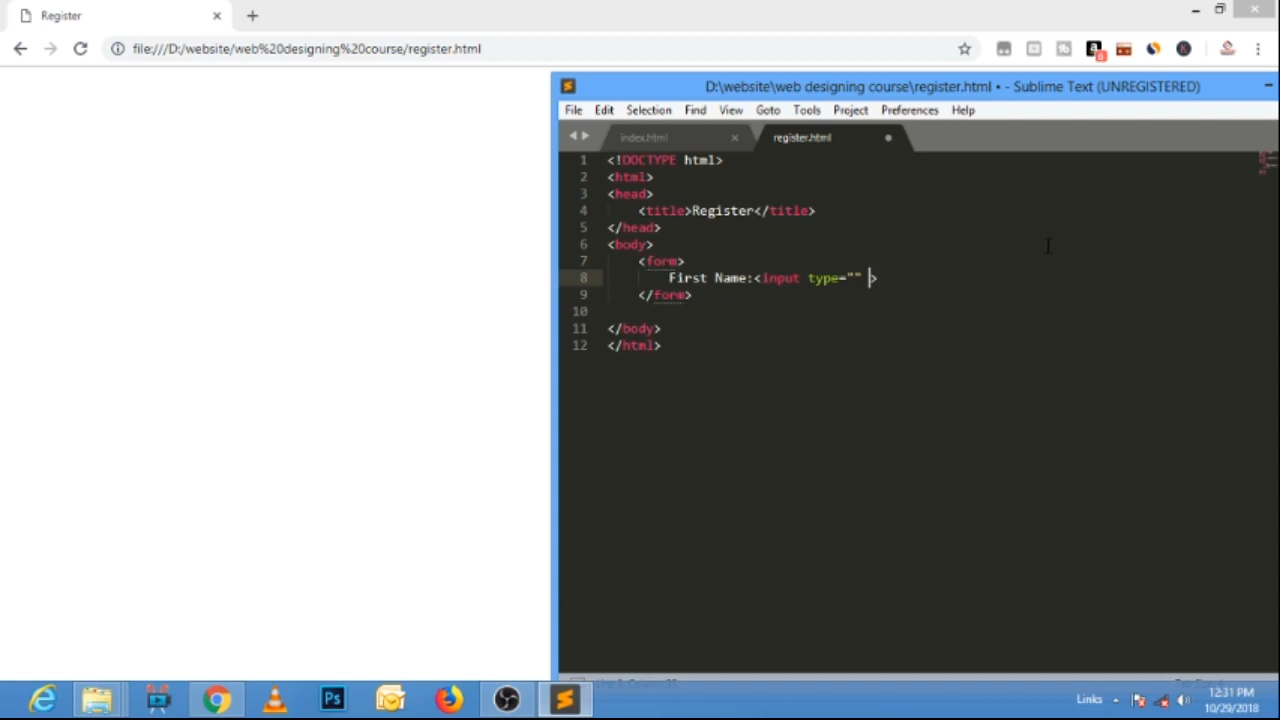 Register
file:///D:/website/web%20designing%20course/register.html
D:\website\web designing course\register.html • - Sublime Text (UNREGISTERED)
File Edit Selection Find View Goto Tools Project Preferences Help
index.html
register.html
1 <!DOCTYPE html>
2 <html>
3 <head>
4 <title>Register</title>
5 </head>
6 <body>
7 <form>
8 First Name:<input type="" >
9 </form>
10
11 </body>
12 </html>
Ps
Links
12:31 PM
10/29/2018